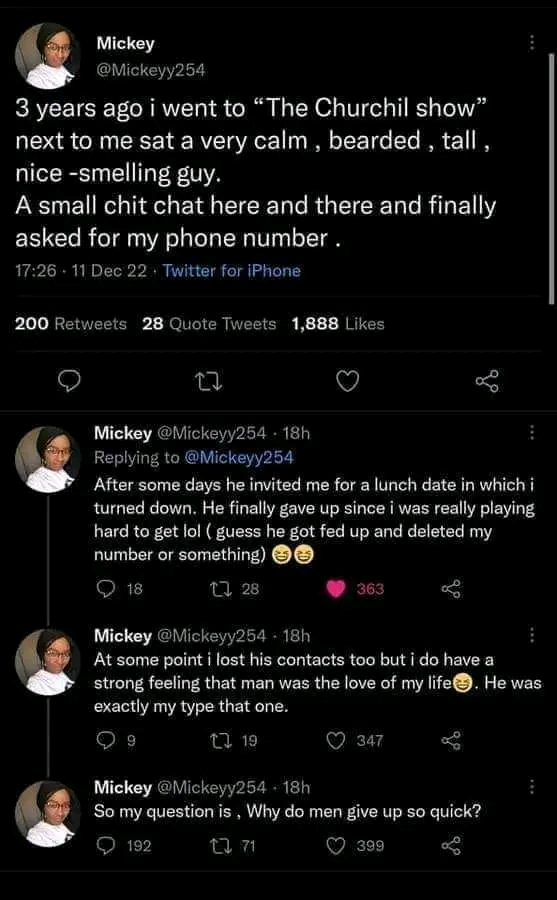 Mickey
@Mickeyy254
3 years ago i went to “The Churchil show”
next to me sat a very calm , bearded , tall ,
nice -smelling guy.
A small chit chat here and there and finally
asked for my phone number .
17:26 · 11 Dec 22 · Twitter for iPhone
200 Retweets 28 Quote Tweets 1,888 Likes
Mickey @Mickeyy254 · 18h
Replying to @Mickeyy254
After some days he invited me for a lunch date in which i
turned down. He finally gave up since i was really playing
hard to get lol ( guess he got fed up and deleted my
number or something) 😆😆
18 28 363
Mickey @Mickeyy254 · 18h
At some point i lost his contacts too but i do have a
strong feeling that man was the love of my life😆. He was
exactly my type that one.
9 19 347
Mickey @Mickeyy254 · 18h
So my question is , Why do men give up so quick?
192 71 399